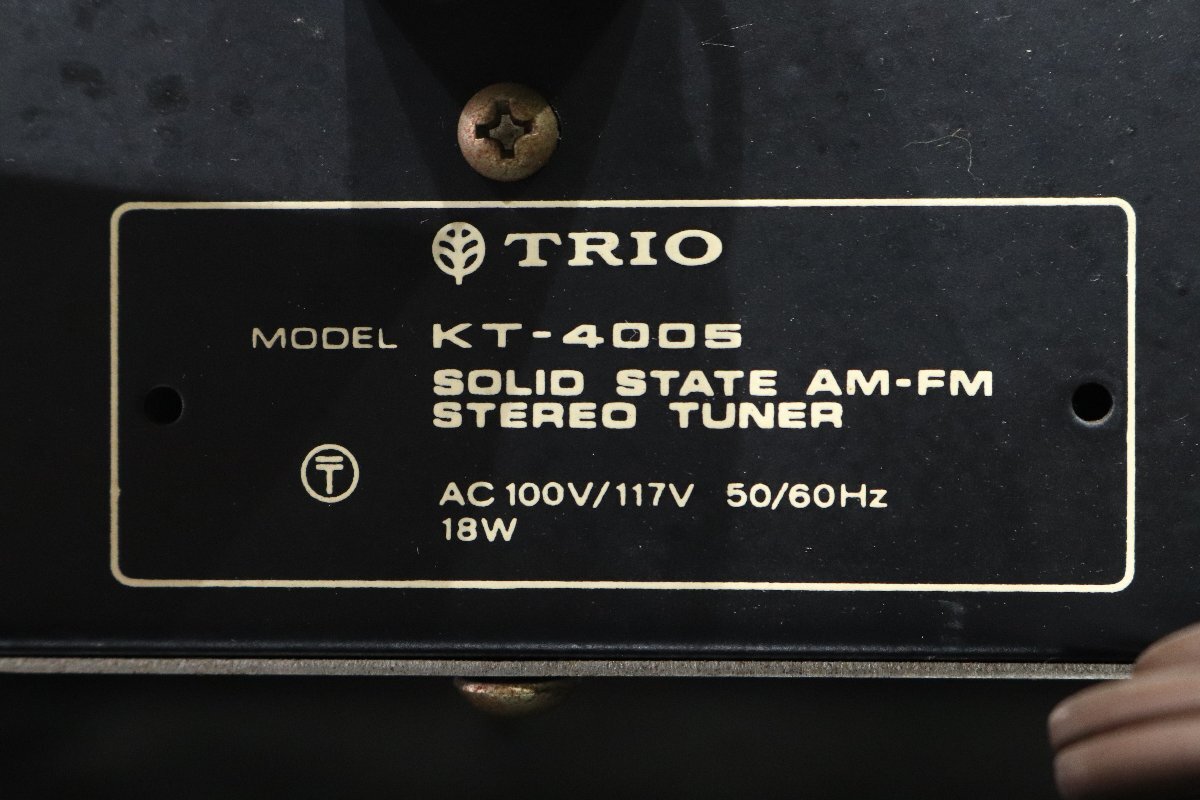 TRIO
MODEL KT-4005
SOLID STATE AM-FM
STEREO TUNER
〶
AC 100V/117V 50/60Hz
18W